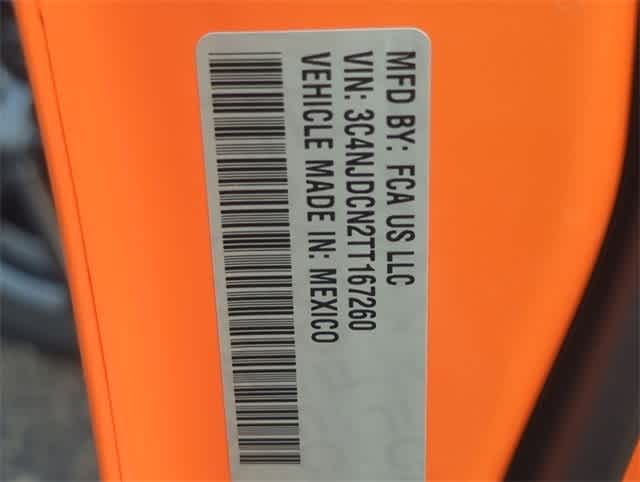 MFD BY: FCA US LLC
VIN: 3C4NJDCN2TT167260
VEHICLE MADE IN: MEXICO